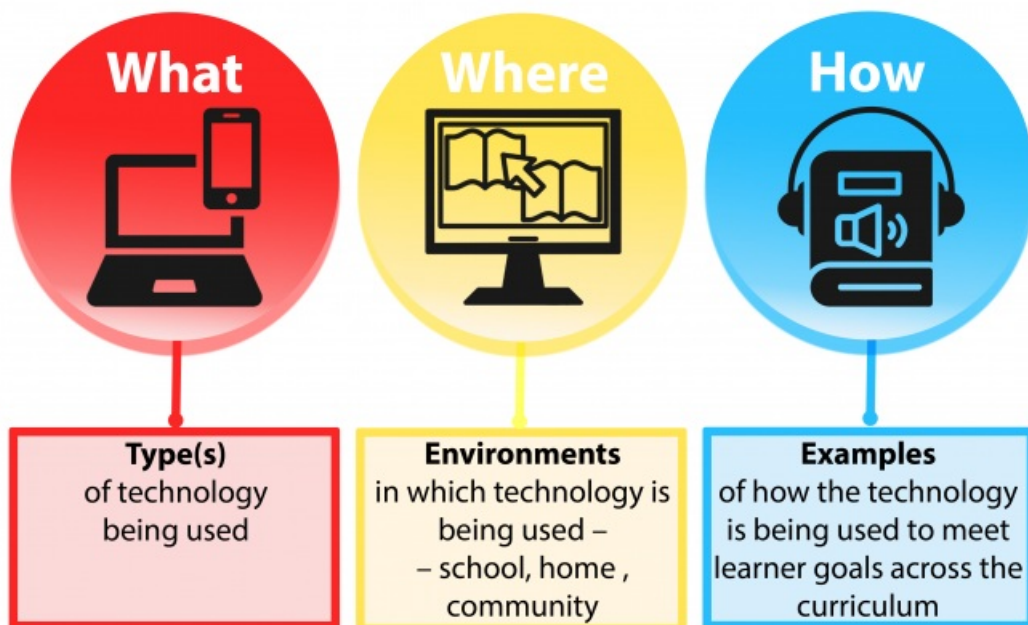 What
Where
How
Type(s)
of technology
being used
Environments
in which technology is
being used –
– school, home ,
community
Examples
of how the technology
is being used to meet
learner goals across the
curriculum